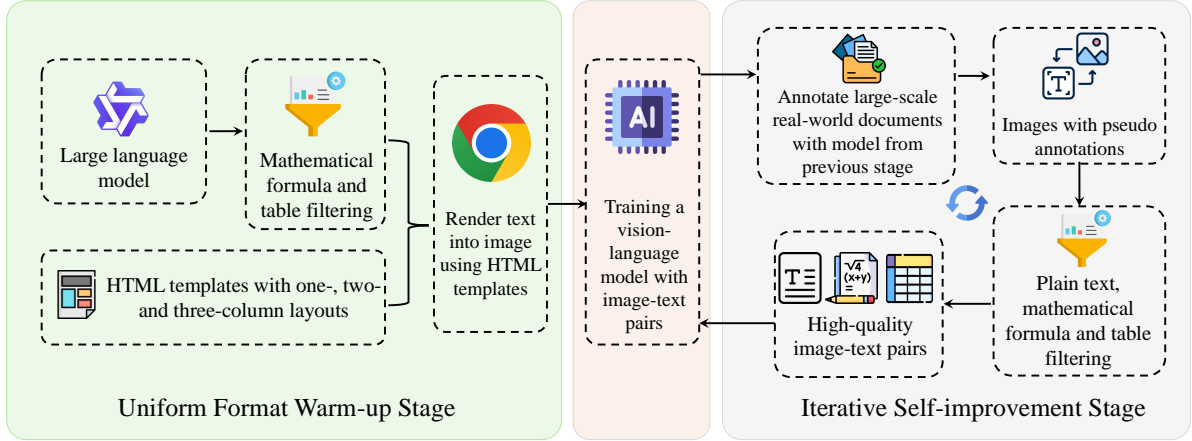 Large language
model
Mathematical
formula and
table filtering
HTML templates with one-, two-
and three-column layouts
Render text
into image
using HTML
templates
Uniform Format Warm-up Stage
AI
Training a
vision-
language
model with
image-text
pairs
Annotate large-scale
real-world documents
with model from
previous stage
T
Images with pseudo
annotations
Plain text,
mathematical
formula and table
filtering
T
√4
(x+y)
High-quality
image-text pairs
Iterative Self-improvement Stage